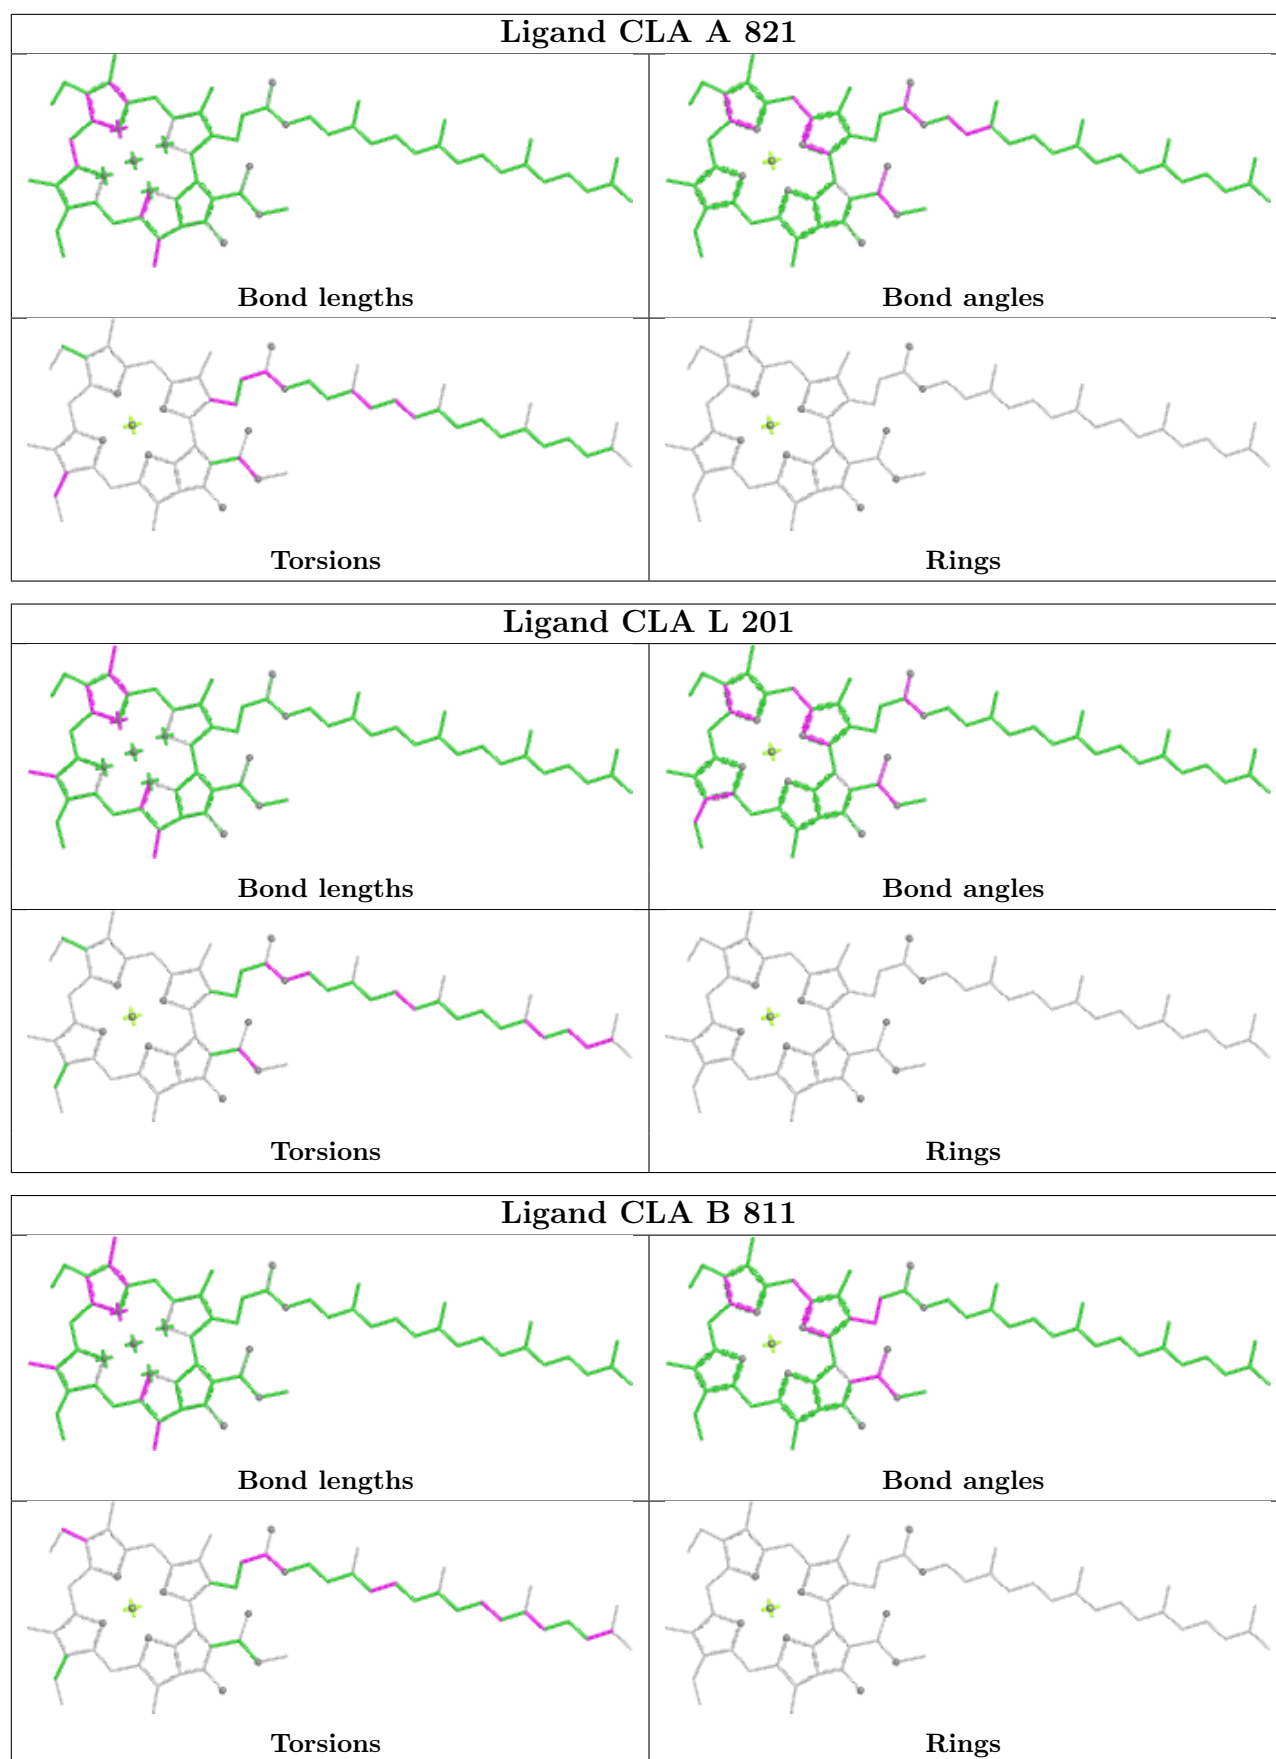 Ligand CLA A 821
Bond lengths
Bond angles
Torsions
Rings
Ligand CLA L 201
Bond lengths
Bond angles
Torsions
Rings
Ligand CLA B 811
Bond lengths
Bond angles
Torsions
Rings